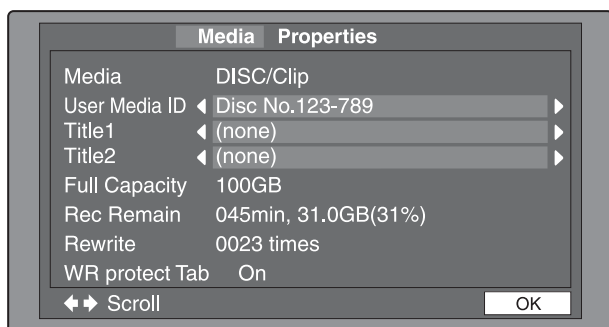 Media Properties
Media DISC/Clip
User Media ID Disc No.123-789
Title1 (none)
Title2 (none)
Full Capacity 100GB
Rec Remain 045min, 31.0GB(31%)
Rewrite 0023 times
WR protect Tab On
Scroll OK